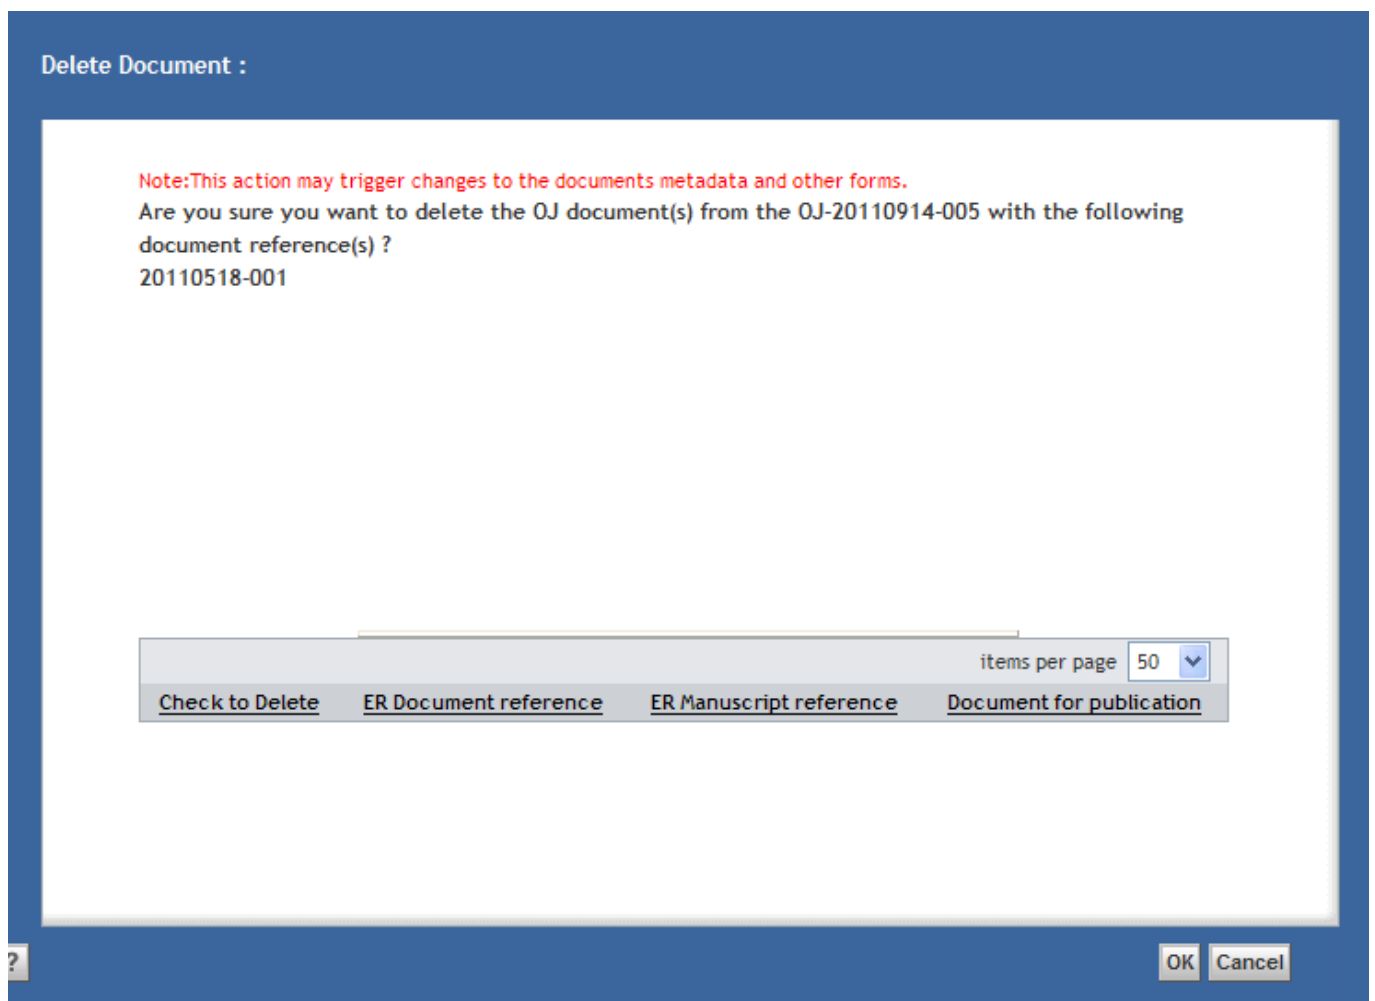 Delete Document :
Note:This action may trigger changes to the documents metadata and other forms.
Are you sure you want to delete the OJ document(s) from the OJ-20110914-005 with the following
document reference(s) ?
20110518-001
items per page 50
Check to Delete ER Document reference ER Manuscript reference Document for publication
? OK Cancel